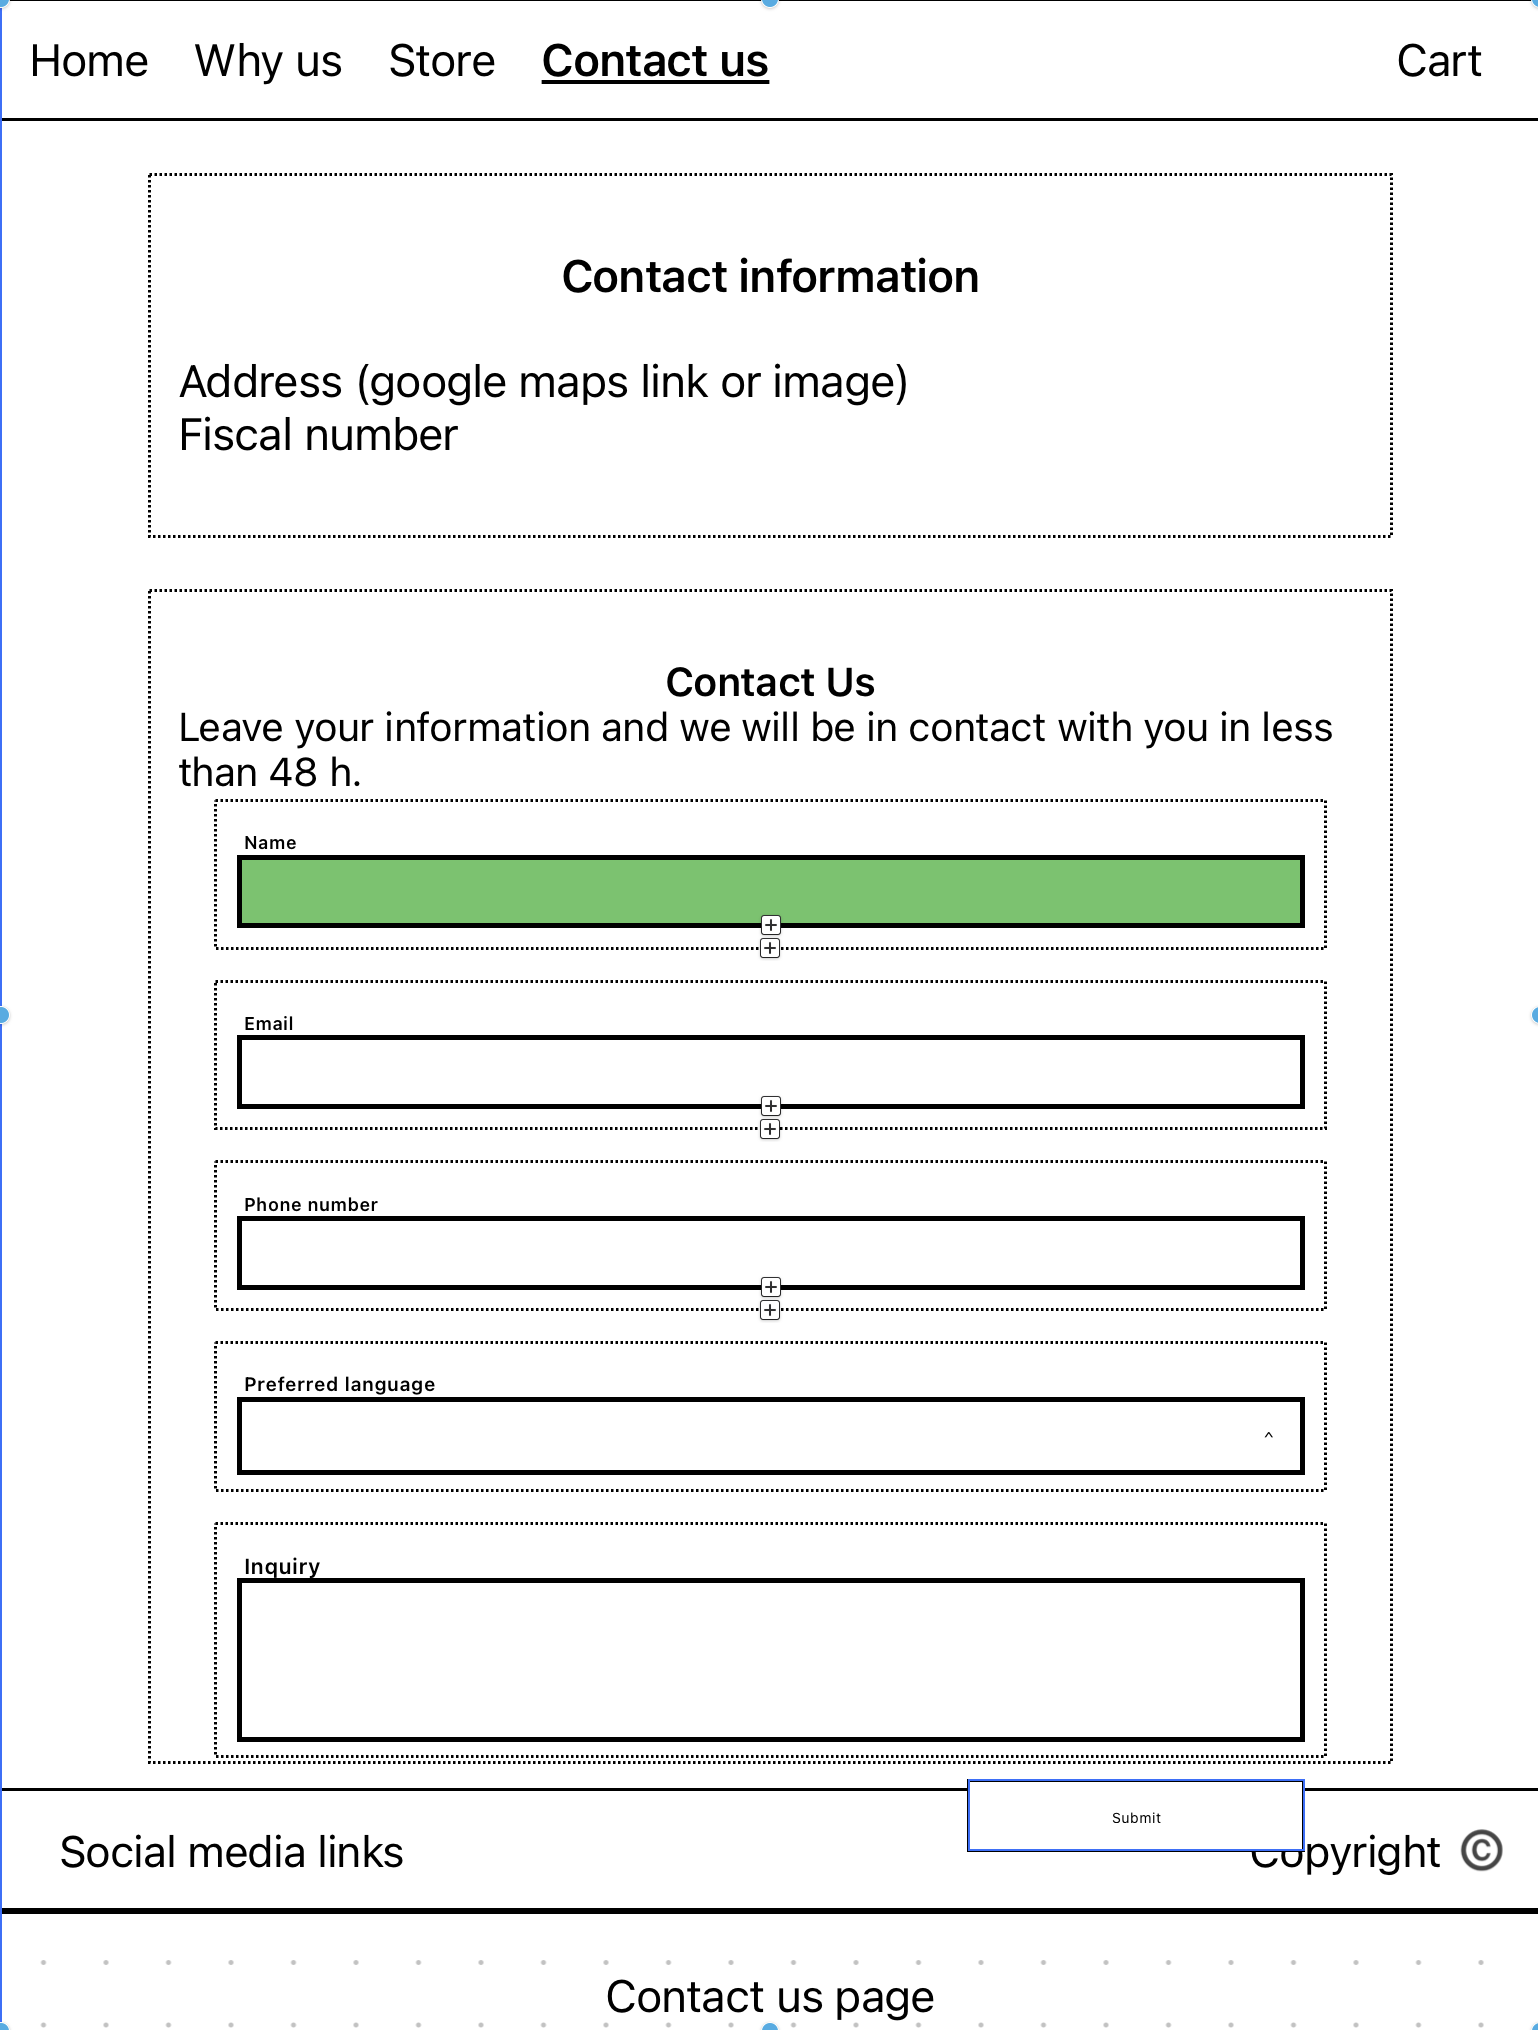 Home Why us Store Contact us Cart
Contact information
Address (google maps link or image)
Fiscal number
Contact Us
Leave your information and we will be in contact with you in less
than 48 h.
Name
Email
Phone number
Preferred language
^
Inquiry
Submit
Social media links Copyright ©
Contact us page